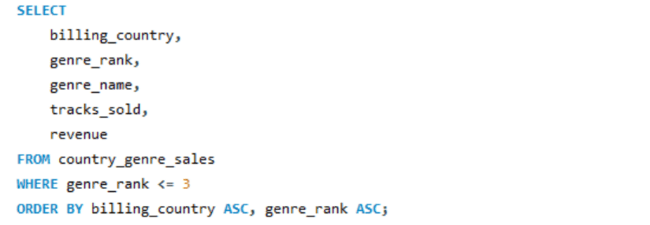 SELECT
    billing_country,
    genre_rank,
    genre_name,
    tracks_sold,
    revenue
FROM country_genre_sales
WHERE genre_rank <= 3
ORDER BY billing_country ASC, genre_rank ASC;